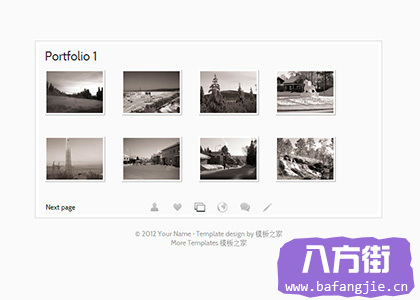 Portfolio 1
Next page
© 2012 Your Name - Template design by 模板之家
More Templates 模板之家
八方街
www.bafangjie.cn